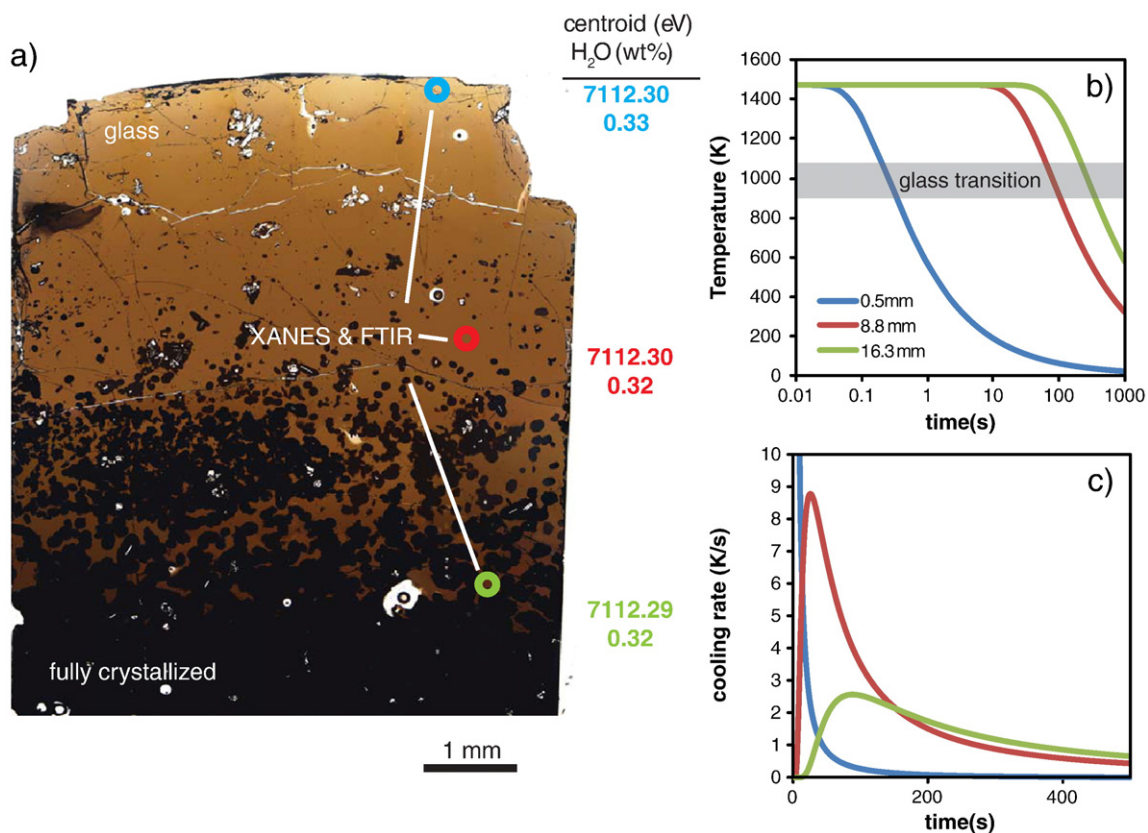 a)
centroid (eV)
H₂O (wt%)
7112.30
0.33
glass
XANES & FTIR
7112.30
0.32
7112.29
0.32
fully crystallized
1 mm
b)
Temperature (K)
1600
1400
1200
1000
800
600
400
200
0
glass transition
0.5mm
8.8 mm
16.3 mm
0.01
0.1
1
10
100
1000
time(s)
c)
cooling rate (K/s)
10
9
8
7
6
5
4
3
2
1
0
0
200
400
time(s)